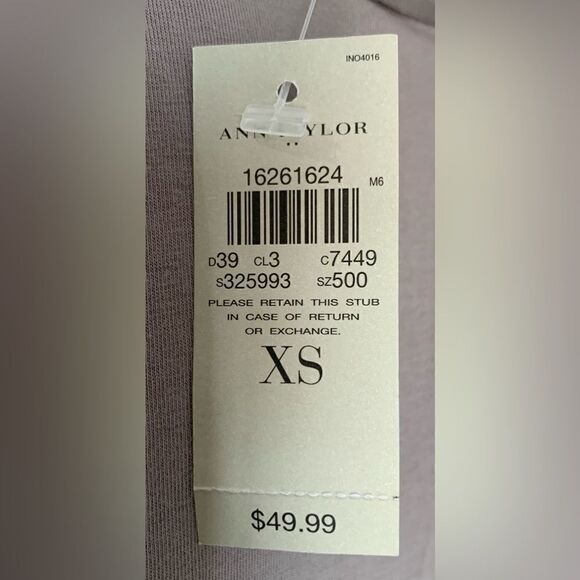 INO4016
ANN YLOR
16261624 M6
D39 CL3 C7449
S325993 SZ500
PLEASE RETAIN THIS STUB
IN CASE OF RETURN
OR EXCHANGE.
XS
$49.99